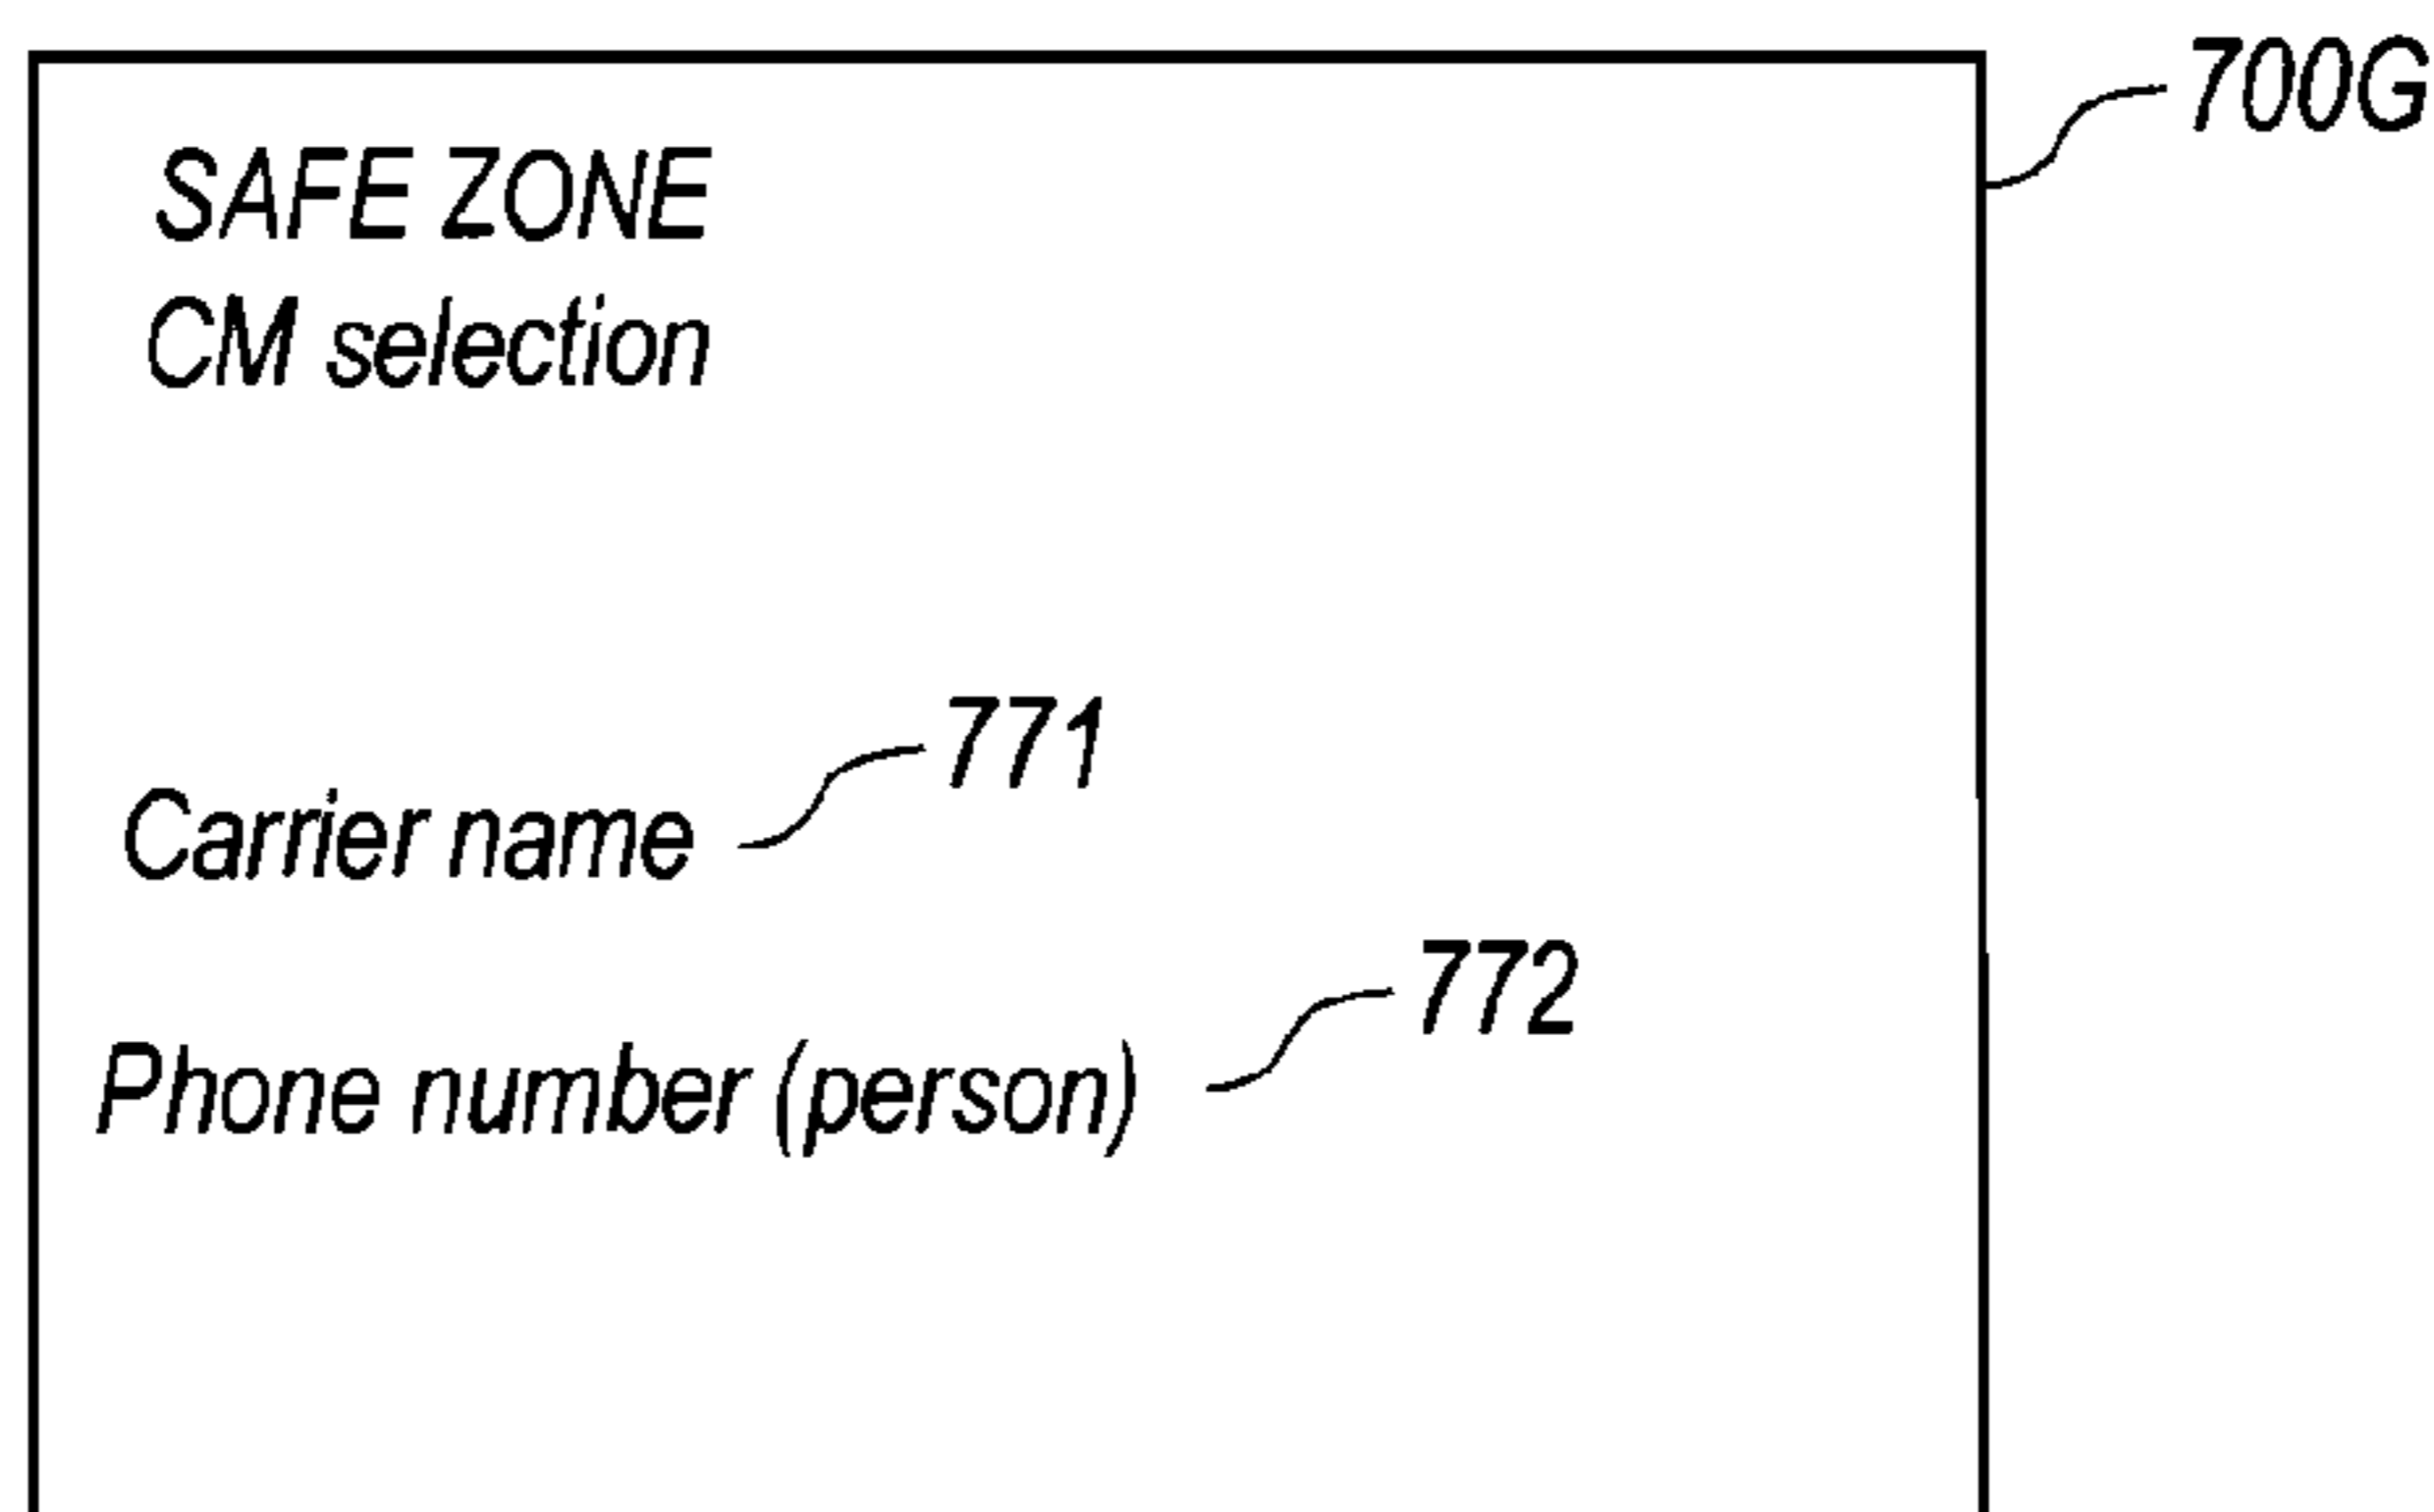 700G
SAFE ZONE
CM selection
771
Carrier name
772
Phone number (person)